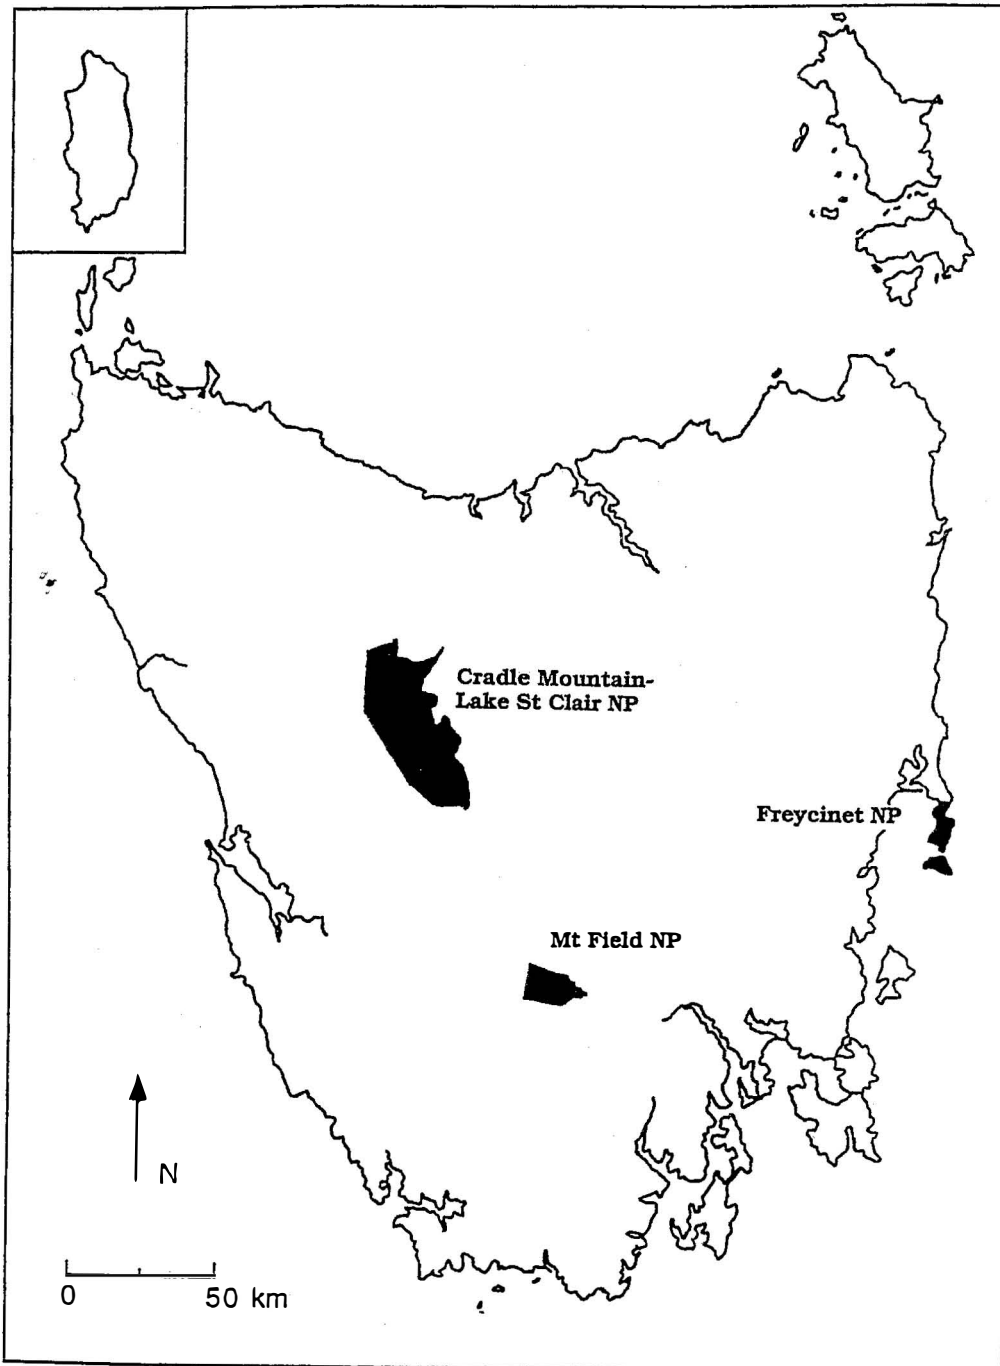 Cradle Mountain-
Lake St Clair NP
Freycinet NP
Mt Field NP
N
0 50 km